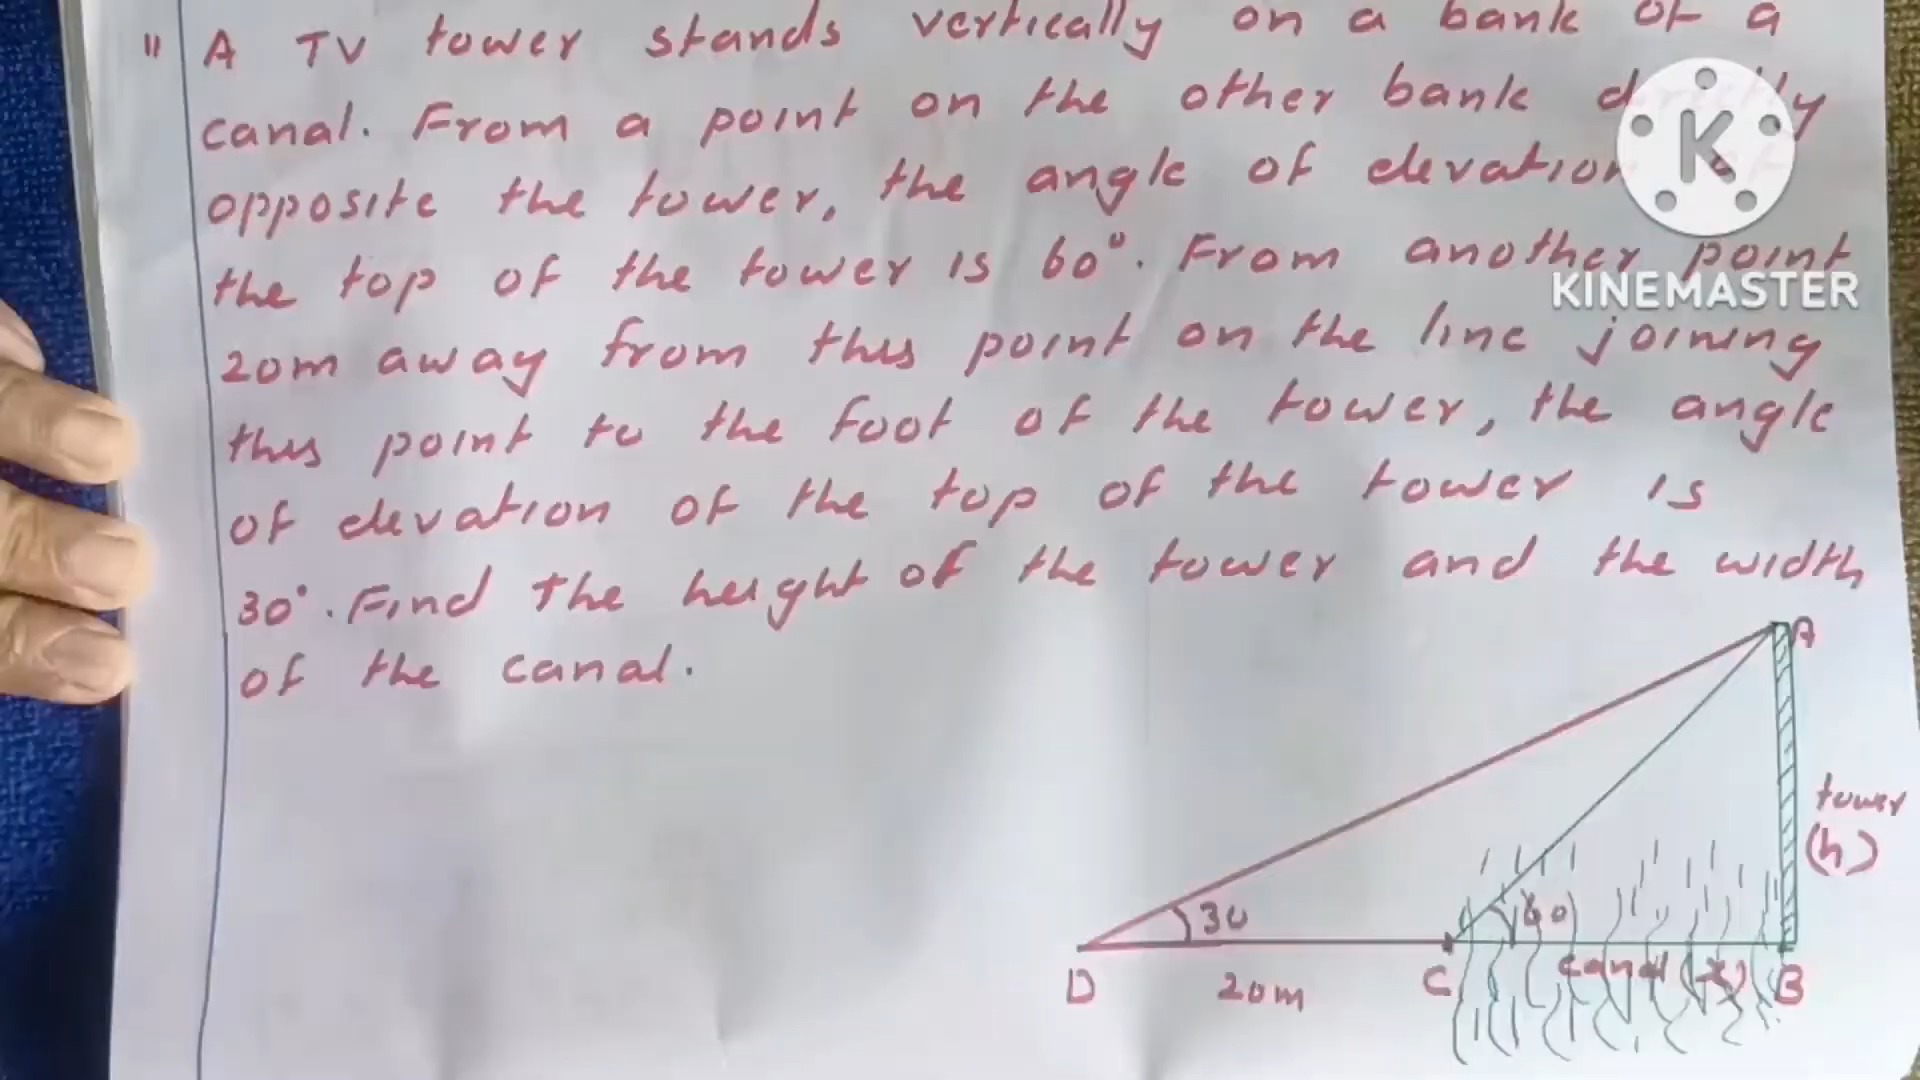 11 A TV tower stands vertically on a bank of a
canal. From a point on the other bank directly
opposite the tower, the angle of elevation of
the top of the tower is 60°. From another point
20m away from this point on the line joining
this point to the foot of the tower, the angle
of elevation of the top of the tower is
30°. Find the height of the tower and the width
of the canal.
K
KINEMASTER
A
tower
(h)
30
60
D
20m
C
canal (x)
B